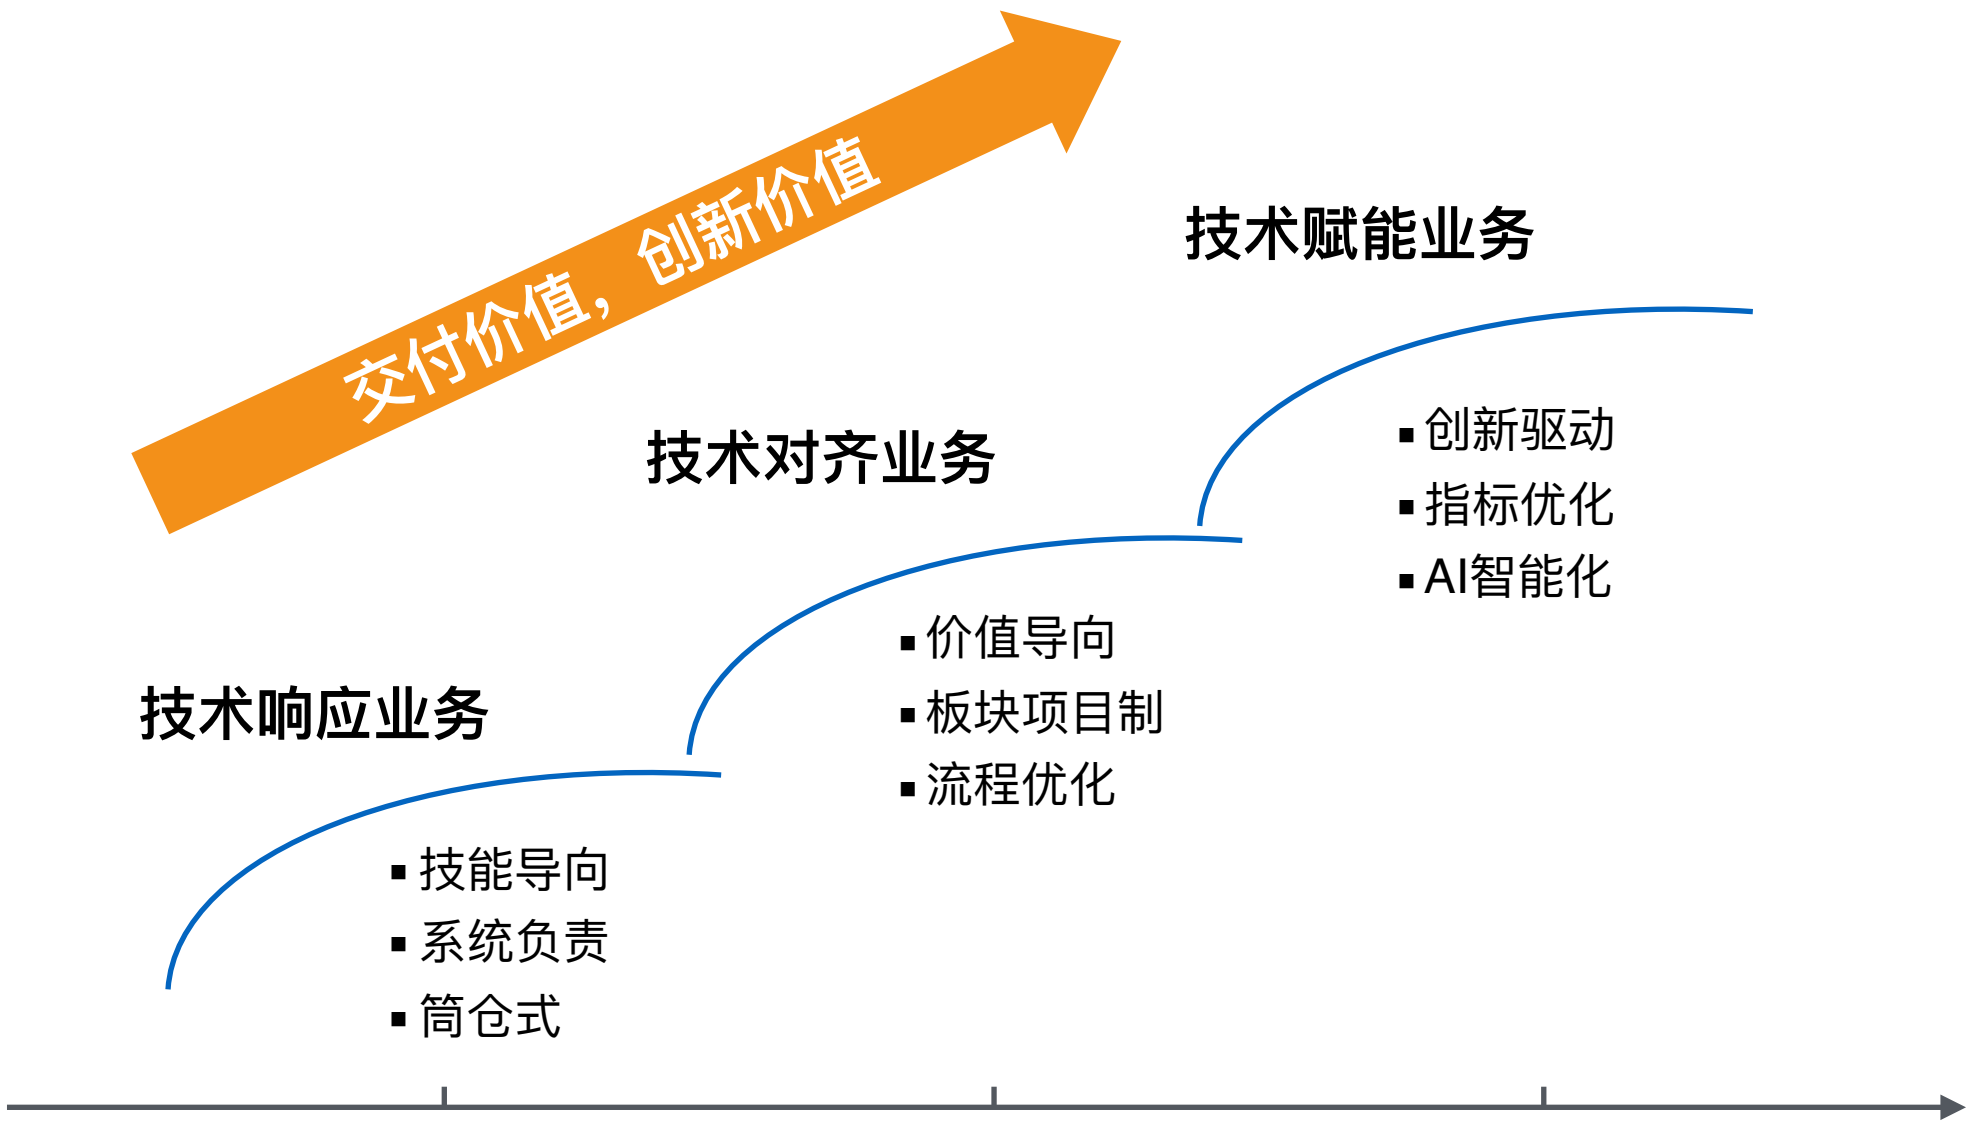 交付价值，创新价值
技术赋能业务
▪ 创新驱动
▪ 指标优化
▪ AI智能化
技术对齐业务
▪ 价值导向
▪ 板块项目制
▪ 流程优化
技术响应业务
▪ 技能导向
▪ 系统负责
▪ 筒仓式